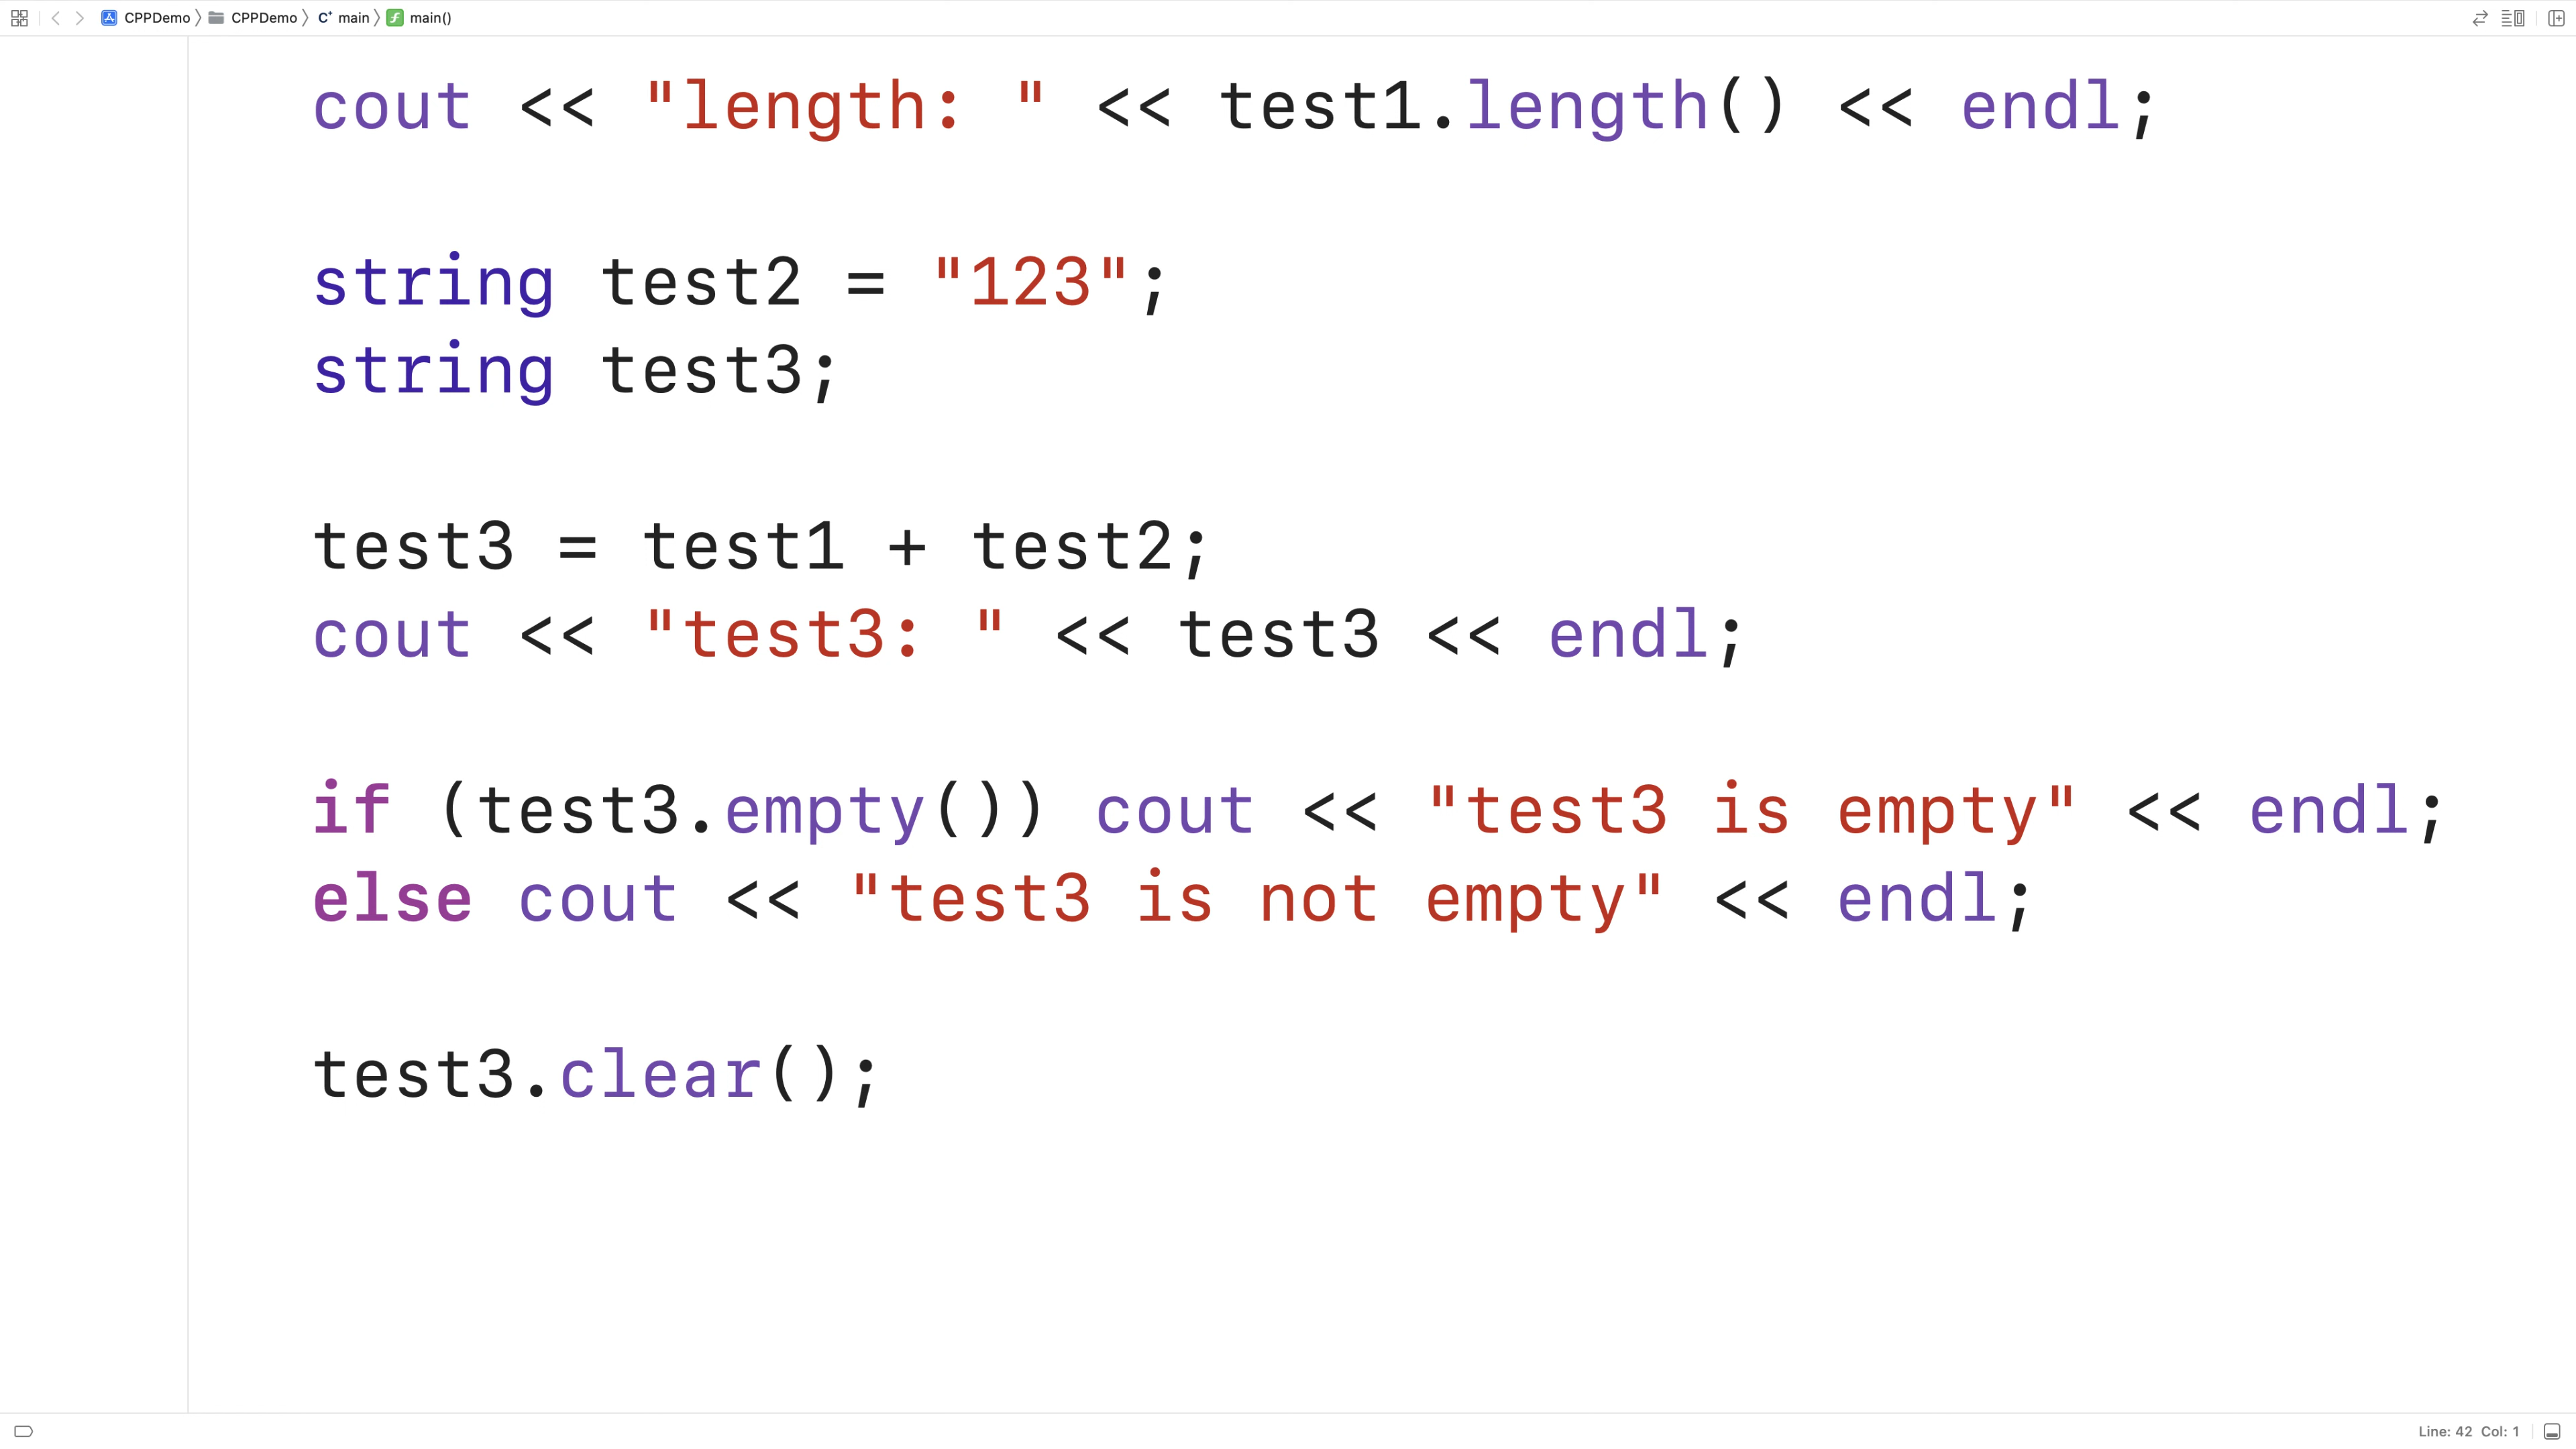 CPPDemo CPPDemo C+ main main()
cout << "length: " << test1.length() << endl;
string test2 = "123";
string test3;
test3 = test1 + test2;
cout << "test3: " << test3 << endl;
if (test3.empty()) cout << "test3 is empty" << endl;
else cout << "test3 is not empty" << endl;
test3.clear();
Line: 42 Col: 1